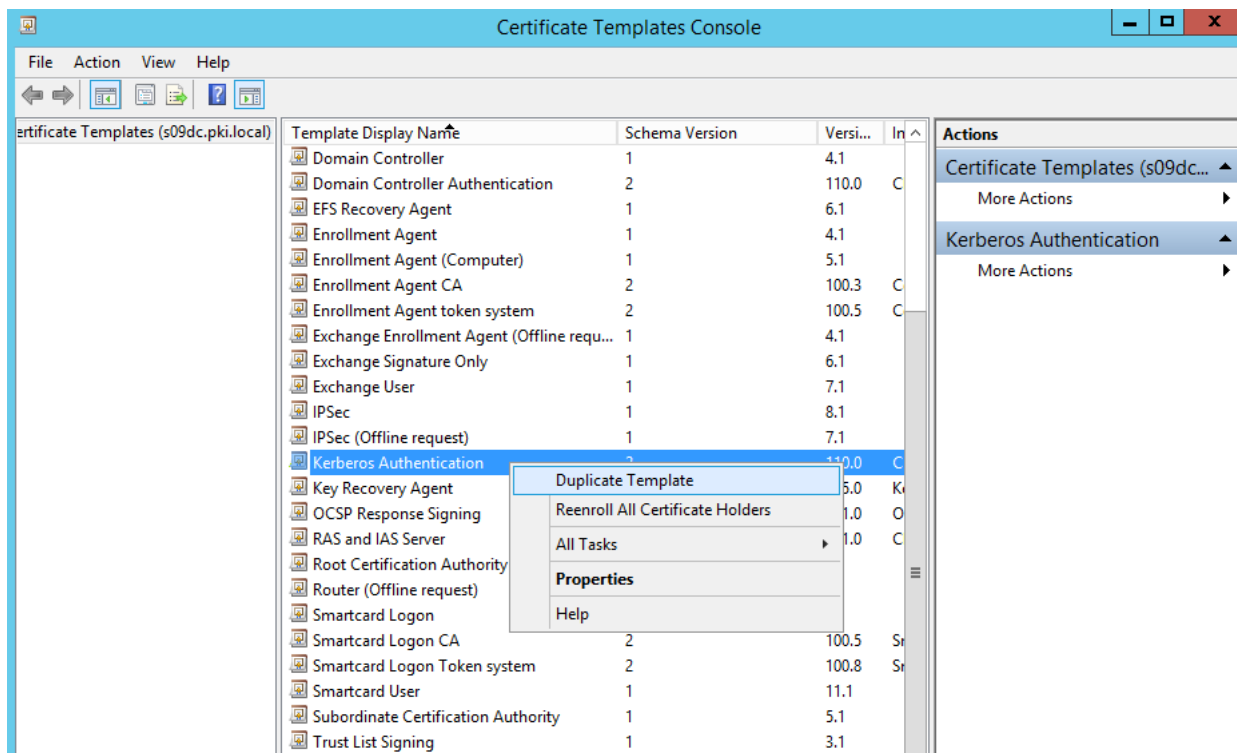 Certificate Templates Console
File Action View Help
ertificate Templates (s09dc.pki.local)
Template Display Name Schema Version Versi... In
Domain Controller 1 4.1
Domain Controller Authentication 2 110.0 C
EFS Recovery Agent 1 6.1
Enrollment Agent 1 4.1
Enrollment Agent (Computer) 1 5.1
Enrollment Agent CA 2 100.3 C
Enrollment Agent token system 2 100.5 C
Exchange Enrollment Agent (Offline requ... 1 4.1
Exchange Signature Only 1 6.1
Exchange User 1 7.1
IPSec 1 8.1
IPSec (Offline request) 1 7.1
Kerberos Authentication 110.0 C
Key Recovery Agent 5.0 K
OCSP Response Signing 1.0 O
RAS and IAS Server 1.0 C
Root Certification Authority
Router (Offline request)
Smartcard Logon
Smartcard Logon CA 2 100.5 Sr
Smartcard Logon Token system 2 100.8 Sr
Smartcard User 1 11.1
Subordinate Certification Authority 1 5.1
Trust List Signing 1 3.1
Duplicate Template
Reenroll All Certificate Holders
All Tasks
Properties
Help
Actions
Certificate Templates (s09dc...
More Actions
Kerberos Authentication
More Actions